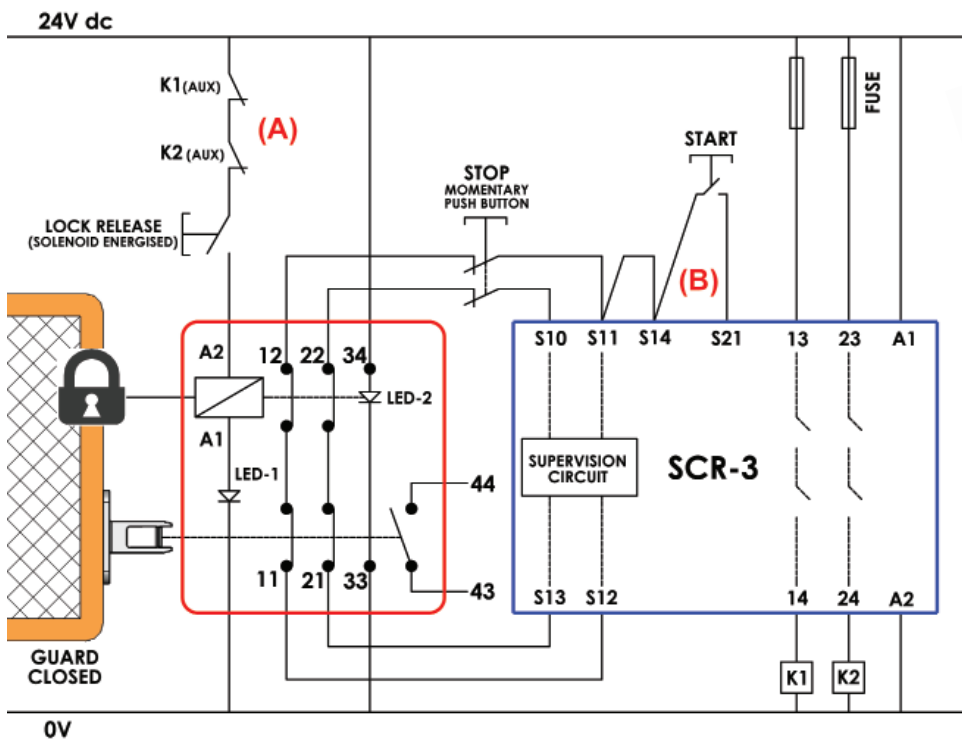 24V dc
K1(AUX)
(A)
K2 (AUX)
LOCK RELEASE
(SOLENOID ENERGISED)
STOP
MOMENTARY
PUSH BUTTON
START
(B)
FUSE
A2
12
22
34
LED-2
A1
LED-1
44
11
21
33
43
S10
S11
S14
S21
13
23
A1
SUPERVISION
CIRCUIT
SCR-3
S13
S12
14
24
A2
K1
K2
GUARD
CLOSED
0V